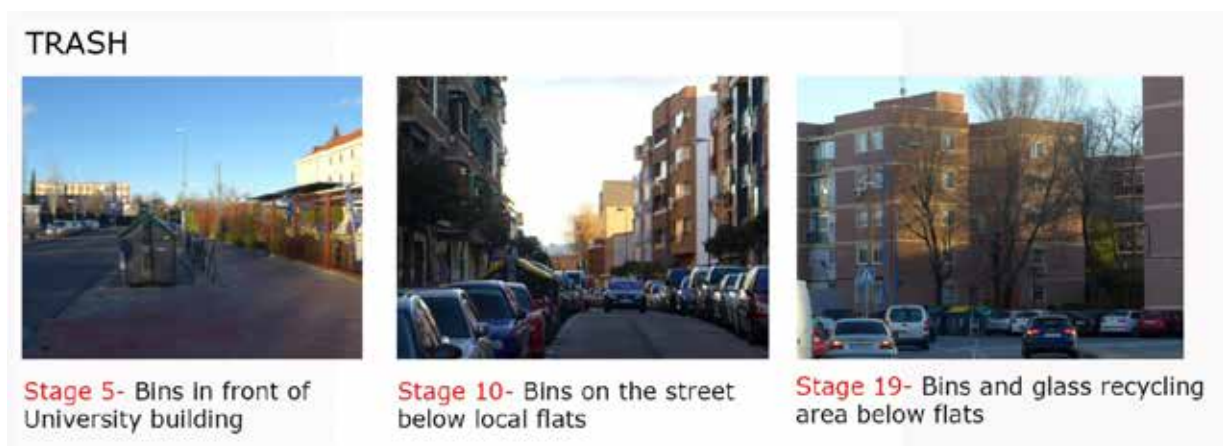 TRASH
Stage 5- Bins in front of
University building
Stage 10- Bins on the street
below local flats
Stage 19- Bins and glass recycling
area below flats